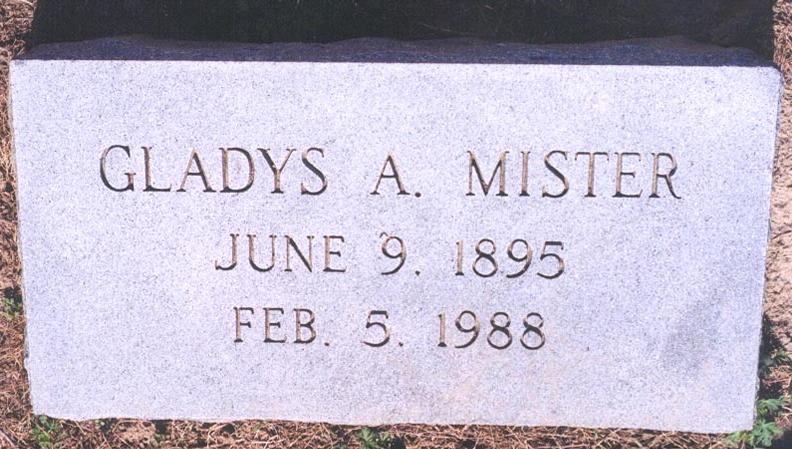 GLADYS A. MISTER
JUNE 9. 1895
FEB. 5. 1988